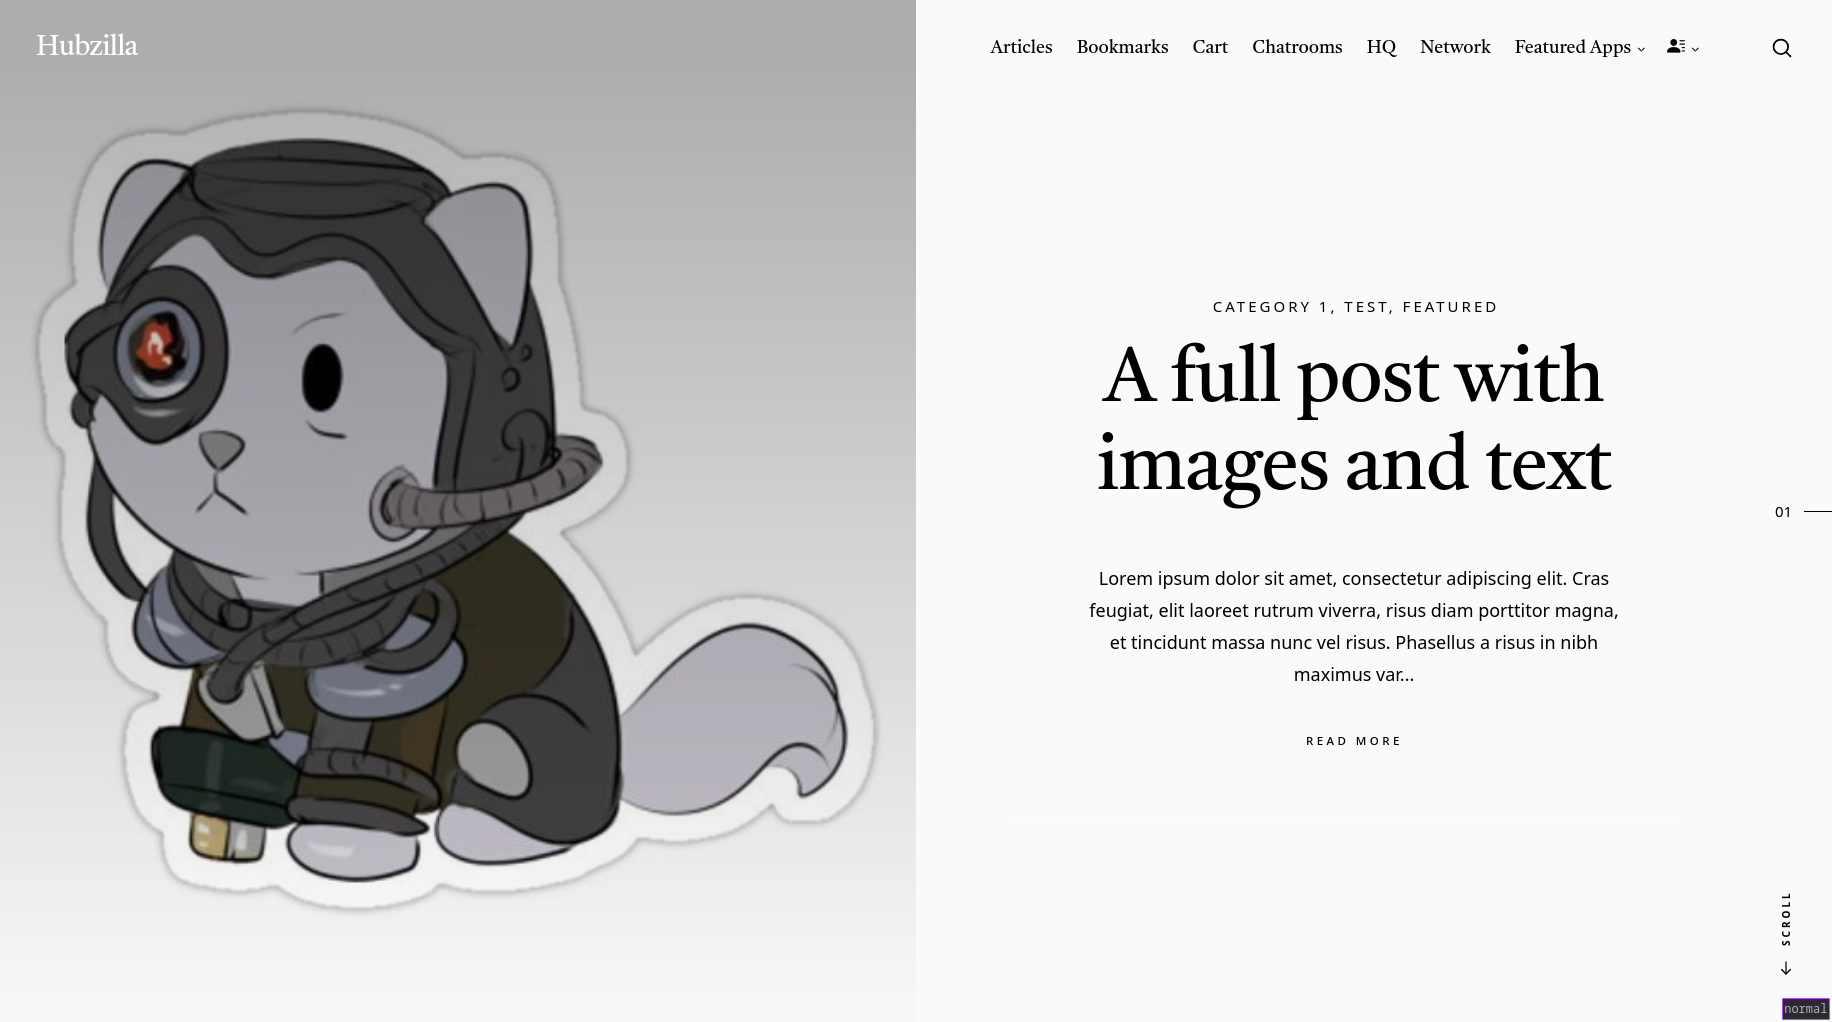 Hubzilla
Articles Bookmarks Cart Chatrooms HQ Network Featured Apps
CATEGORY 1, TEST, FEATURED
A full post with
images and text
01
Lorem ipsum dolor sit amet, consectetur adipiscing elit. Cras
feugiat, elit laoreet rutrum viverra, risus diam porttitor magna,
et tincidunt massa nunc vel risus. Phasellus a risus in nibh
maximus var...
READ MORE
SCROLL
normal